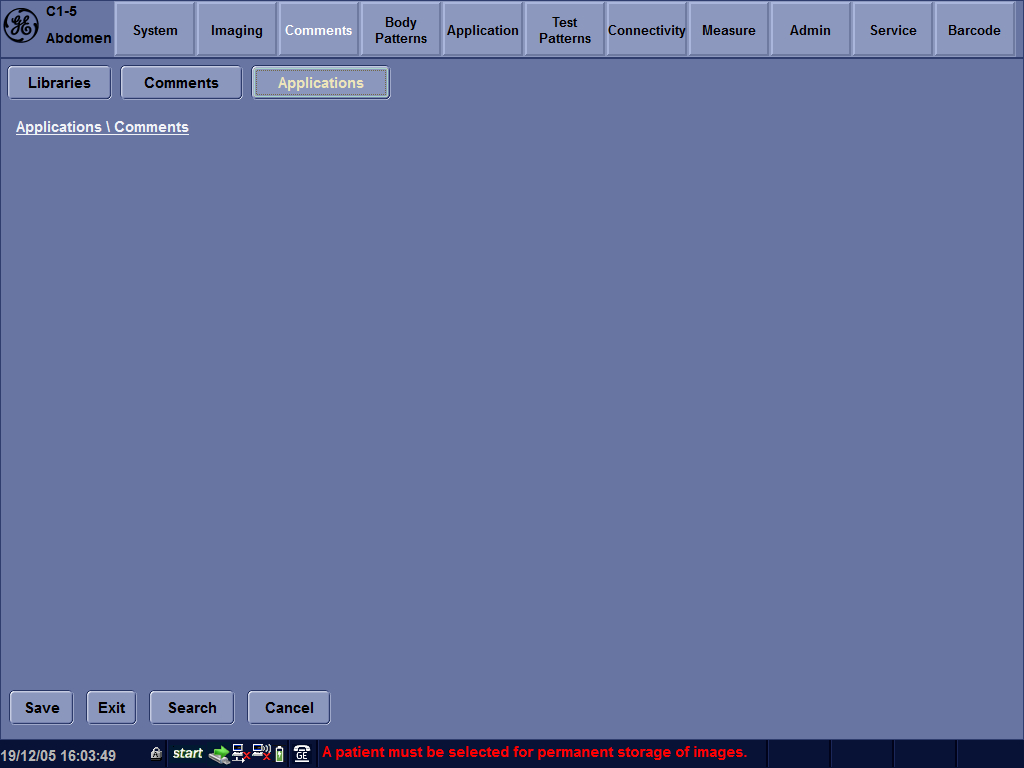 C1-5
Abdomen
System
Imaging
Comments
Body
Patterns
Application
Test
Patterns
Connectivity
Measure
Admin
Service
Barcode
Libraries
Comments
Applications
Applications \ Comments
Save
Exit
Search
Cancel
19/12/05 16:03:49
start
GE
A patient must be selected for permanent storage of images.